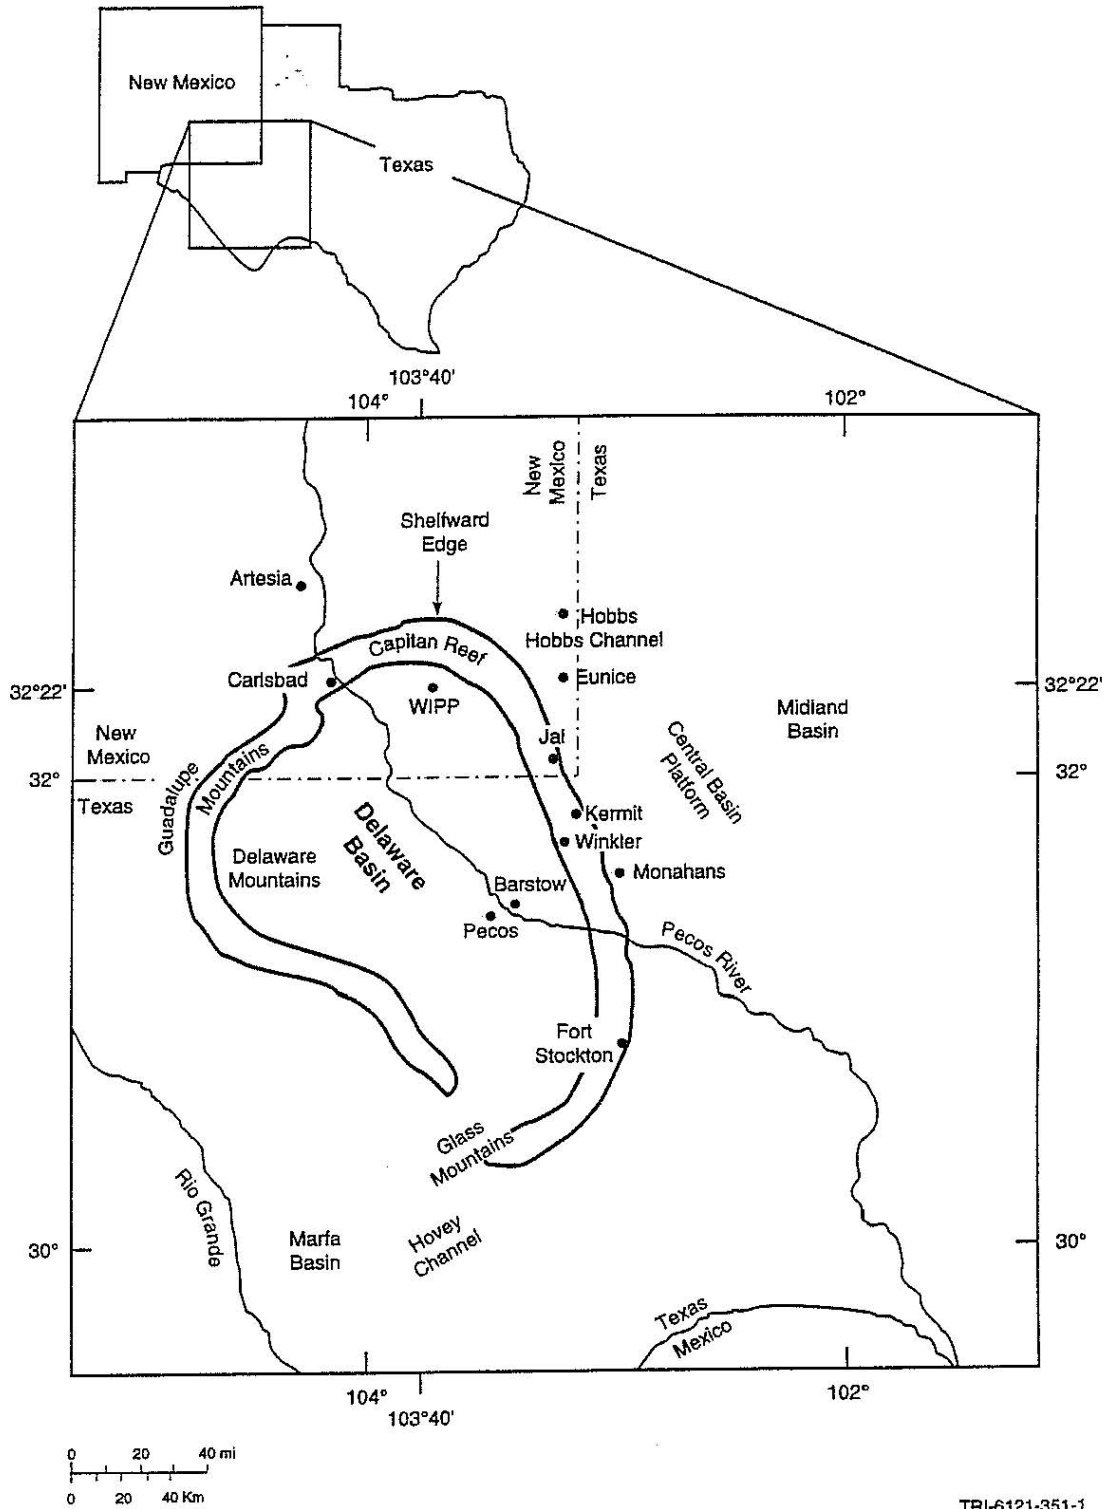 New Mexico
Texas
103°40'
104°
102°
New
Mexico
Texas
Shelfward
Edge
Artesia
Hobbs
Hobbs Channel
Capitan Reef
Carlsbad
Eunice
32°22'
32°22'
WIPP
Midland
Basin
New
Mexico
Jal
Central Basin
Platform
32°
32°
Texas
Guadalupe
Mountains
Kermit
Delaware
Basin
Winkler
Delaware
Mountains
Monahans
Barstow
Pecos
Pecos River
Fort
Stockton
Glass
Mountains
Rio Grande
Marfa
Basin
Hovey
Channel
30°
30°
Texas
Mexico
104°
102°
103°40'
0 20 40 mi
0 20 40 Km
TRI-6121-351-1